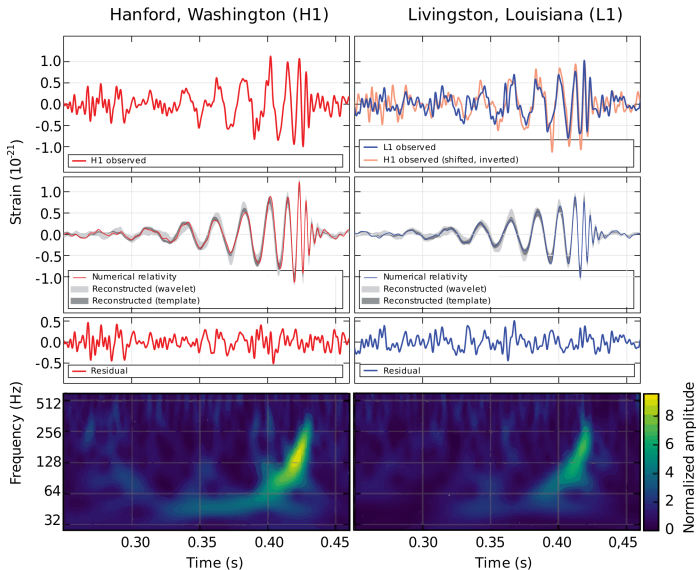 Hanford, Washington (H1)
Livingston, Louisiana (L1)
Strain (10⁻²¹)
1.0
0.5
0.0
-0.5
-1.0
H1 observed
L1 observed
H1 observed (shifted, inverted)
1.0
0.5
0.0
-0.5
-1.0
Numerical relativity
Reconstructed (wavelet)
Reconstructed (template)
Numerical relativity
Reconstructed (wavelet)
Reconstructed (template)
0.5
0.0
-0.5
Residual
Residual
Frequency (Hz)
512
256
128
64
32
0.30
0.35
0.40
0.45
0.30
0.35
0.40
0.45
Time (s)
Time (s)
8
6
4
2
0
Normalized amplitude